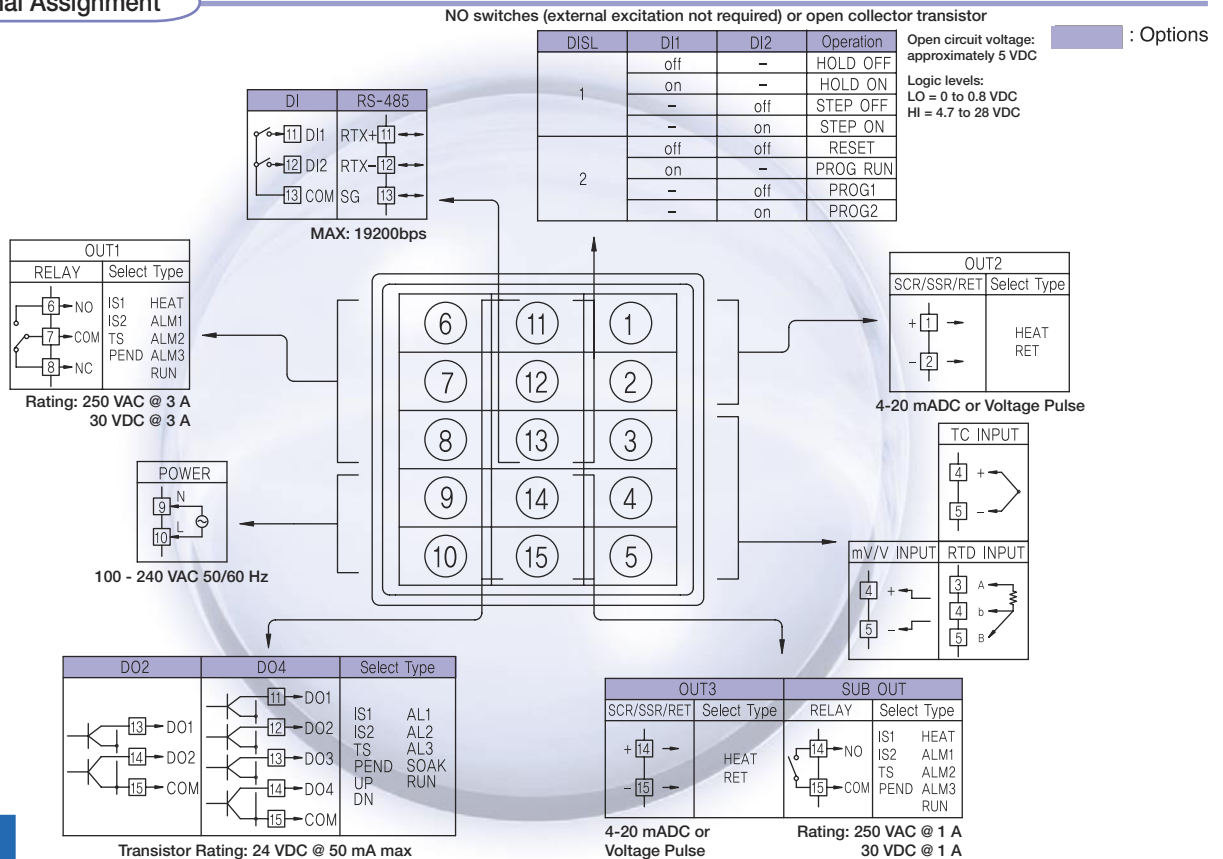 nal Assignment
NO switches (external excitation not required) or open collector transistor
: Options
DISL DI1 DI2 Operation
1 off – HOLD OFF
on – HOLD ON
– off STEP OFF
– on STEP ON
2 off off RESET
on – PROG RUN
– off PROG1
– on PROG2
Open circuit voltage:
approximately 5 VDC
Logic levels:
LO = 0 to 0.8 VDC
HI = 4.7 to 28 VDC
DI RS-485
11 DI1 RTX+ 11
12 DI2 RTX- 12
13 COM SG 13
MAX: 19200bps
OUT1
RELAY Select Type
6 NO IS1 HEAT
IS2 ALM1
7 COM TS ALM2
PEND ALM3
8 NC RUN
Rating: 250 VAC @ 3 A
30 VDC @ 3 A
OUT2
SCR/SSR/RET Select Type
+ 1 HEAT
- 2 RET
4-20 mADC or Voltage Pulse
6 11 1
7 12 2
8 13 3
9 14 4
10 15 5
POWER
9 N
10 L
100 - 240 VAC 50/60 Hz
TC INPUT
4 +
5 -
mV/V INPUT RTD INPUT
4 + 3 A
4 b
5 - 5 B
DO2 DO4 Select Type
13 DO1
14 DO2
15 COM
11 DO1
12 DO2
13 DO3
14 DO4
15 COM
IS1 AL1
IS2 AL2
TS AL3
PEND SOAK
UP RUN
DN
Transistor Rating: 24 VDC @ 50 mA max
OUT3 SUB OUT
SCR/SSR/RET Select Type RELAY Select Type
+ 14 HEAT
- 15 RET
14 NO
15 COM
IS1 HEAT
IS2 ALM1
TS ALM2
PEND ALM3
RUN
4-20 mADC or
Voltage Pulse
Rating: 250 VAC @ 1 A
30 VDC @ 1 A